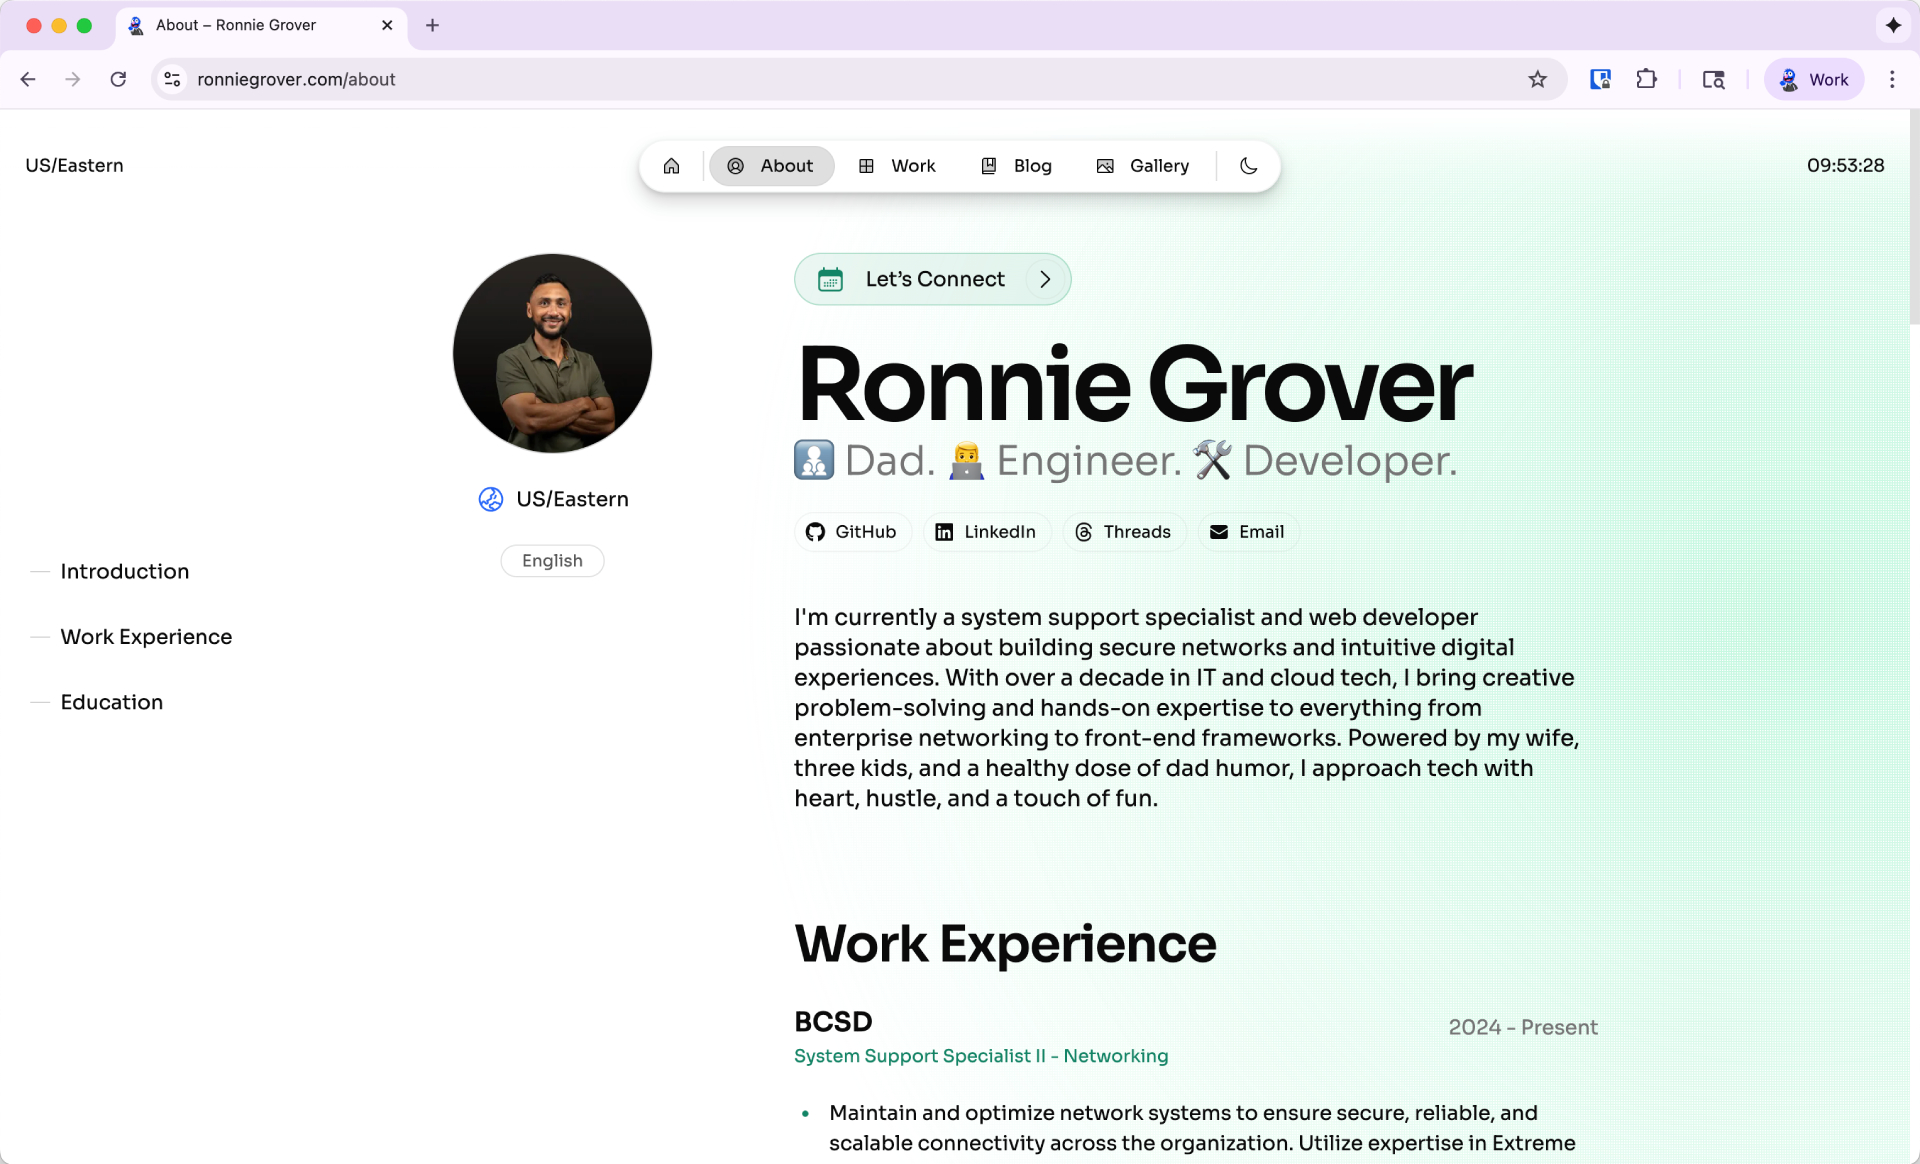 About – Ronnie Grover
ronniegrover.com/about
Work
US/Eastern
About
Work
Blog
Gallery
09:53:28
Let's Connect
Ronnie Grover
Dad. Engineer. Developer.
US/Eastern
GitHub
LinkedIn
Threads
Email
English
Introduction
Work Experience
Education
I'm currently a system support specialist and web developer
passionate about building secure networks and intuitive digital
experiences. With over a decade in IT and cloud tech, I bring creative
problem-solving and hands-on expertise to everything from
enterprise networking to front-end frameworks. Powered by my wife,
three kids, and a healthy dose of dad humor, I approach tech with
heart, hustle, and a touch of fun.
Work Experience
BCSD
2024 - Present
System Support Specialist II - Networking
• Maintain and optimize network systems to ensure secure, reliable, and
scalable connectivity across the organization. Utilize expertise in Extreme